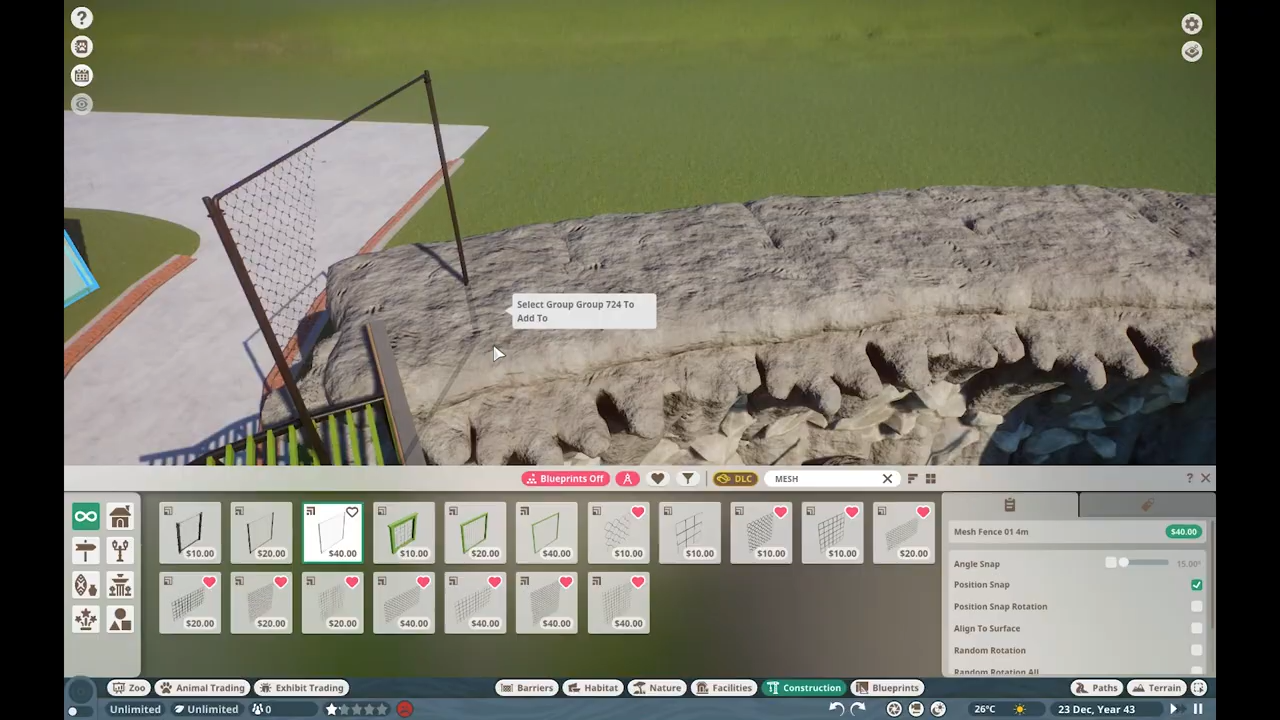 ?
Select Group Group 724 To
Add To
Blueprints Off
DLC
MESH
?
$10.00
$20.00
$40.00
$10.00
$20.00
$40.00
$10.00
$10.00
$10.00
$10.00
$20.00
$20.00
$20.00
$20.00
$40.00
$40.00
$40.00
$40.00
Mesh Fence 01 4m
$40.00
Angle Snap
15.00°
Position Snap
Position Snap Rotation
Align To Surface
Random Rotation
Random Rotation All
Zoo
Animal Trading
Exhibit Trading
Barriers
Habitat
Nature
Facilities
Construction
Blueprints
Paths
Terrain
Unlimited
Unlimited
0
26°C
23 Dec, Year 43